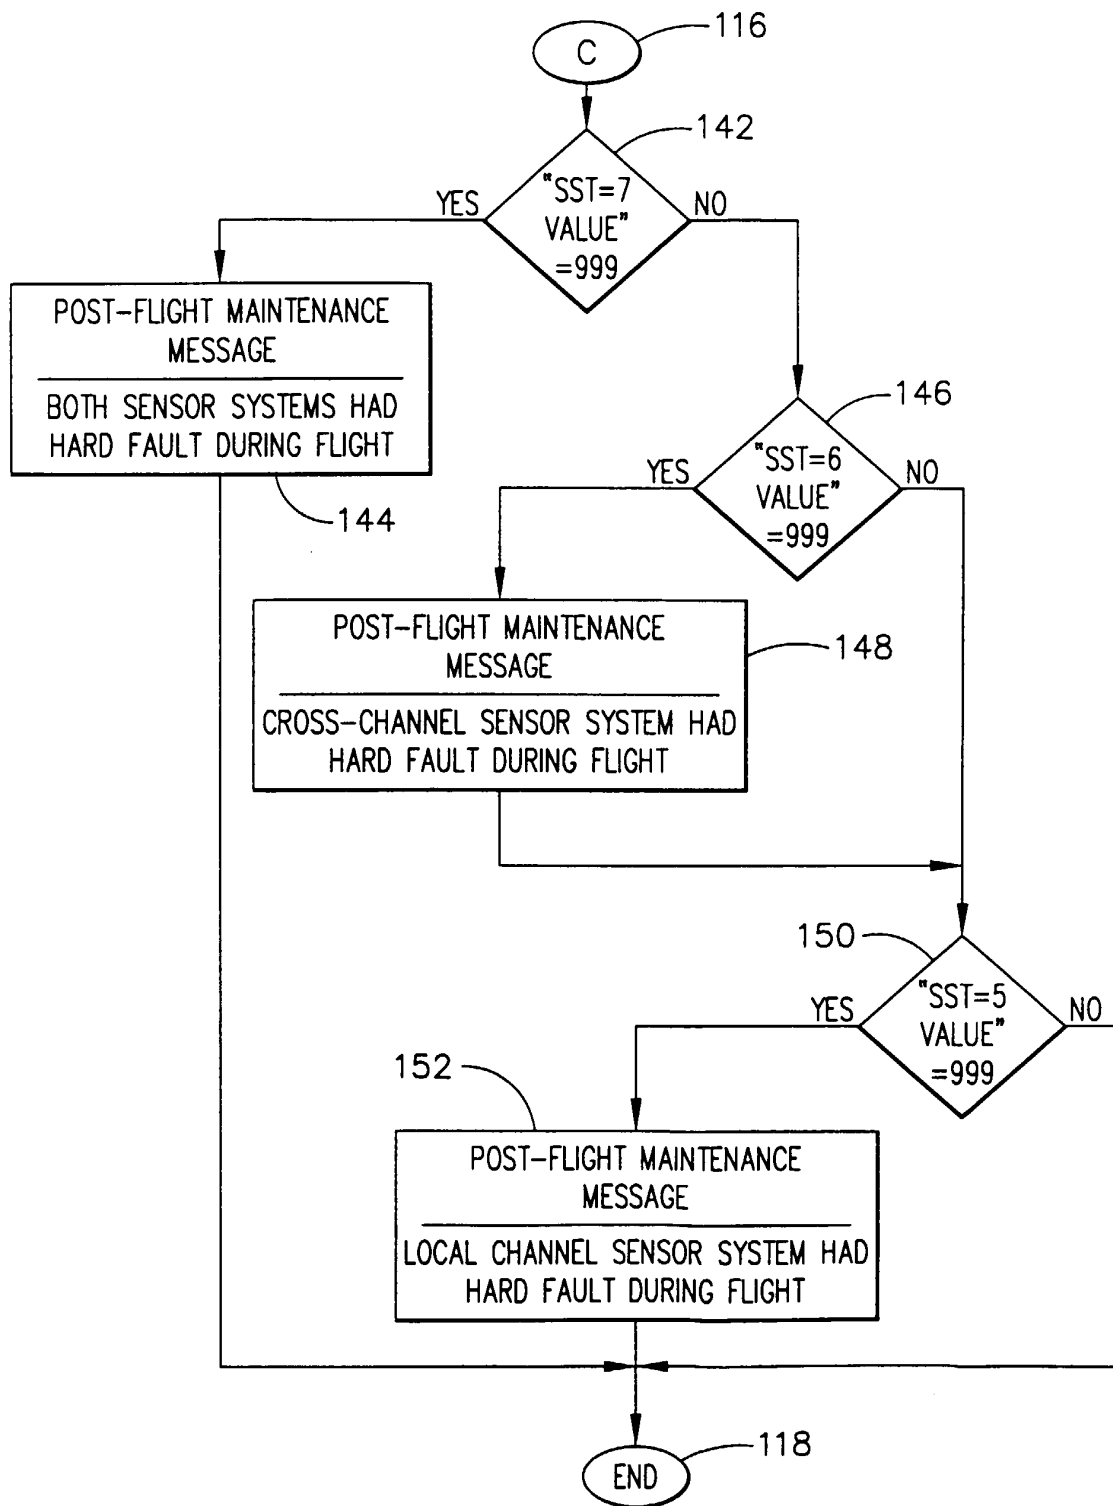 116
C
142
"SST=7
VALUE"
=999
YES
NO
POST-FLIGHT MAINTENANCE
MESSAGE
BOTH SENSOR SYSTEMS HAD
HARD FAULT DURING FLIGHT
144
146
"SST=6
VALUE"
=999
YES
NO
POST-FLIGHT MAINTENANCE
MESSAGE
CROSS-CHANNEL SENSOR SYSTEM HAD
HARD FAULT DURING FLIGHT
148
150
"SST=5
VALUE"
=999
YES
NO
152
POST-FLIGHT MAINTENANCE
MESSAGE
LOCAL CHANNEL SENSOR SYSTEM HAD
HARD FAULT DURING FLIGHT
END
118